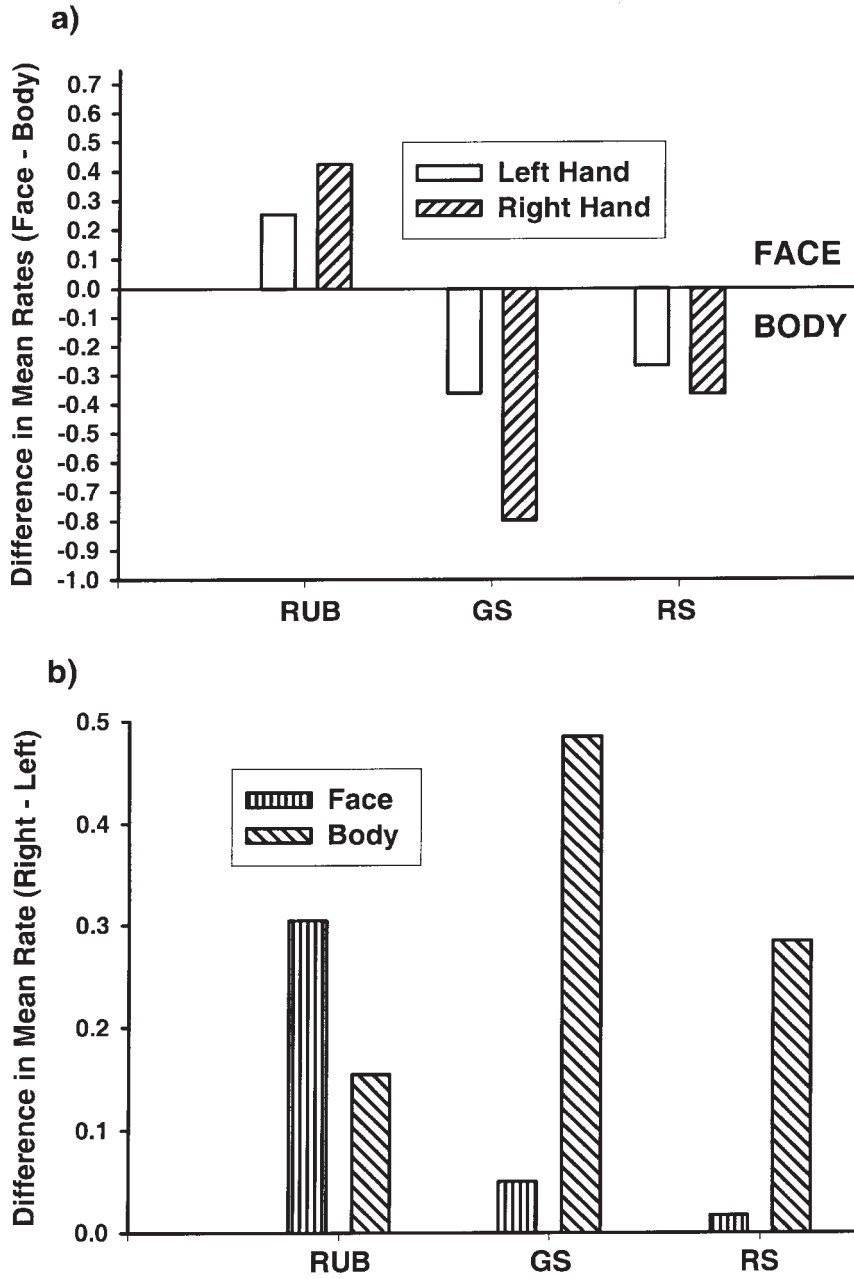 a)
Difference in Mean Rates (Face - Body)
0.7
0.6
0.5
0.4
0.3
0.2
0.1
0.0
-0.1
-0.2
-0.3
-0.4
-0.5
-0.6
-0.7
-0.8
-0.9
-1.0
Left Hand
Right Hand
FACE
BODY
RUB GS RS
b)
Difference in Mean Rate (Right - Left)
0.5
0.4
0.3
0.2
0.1
0.0
Face
Body
RUB GS RS